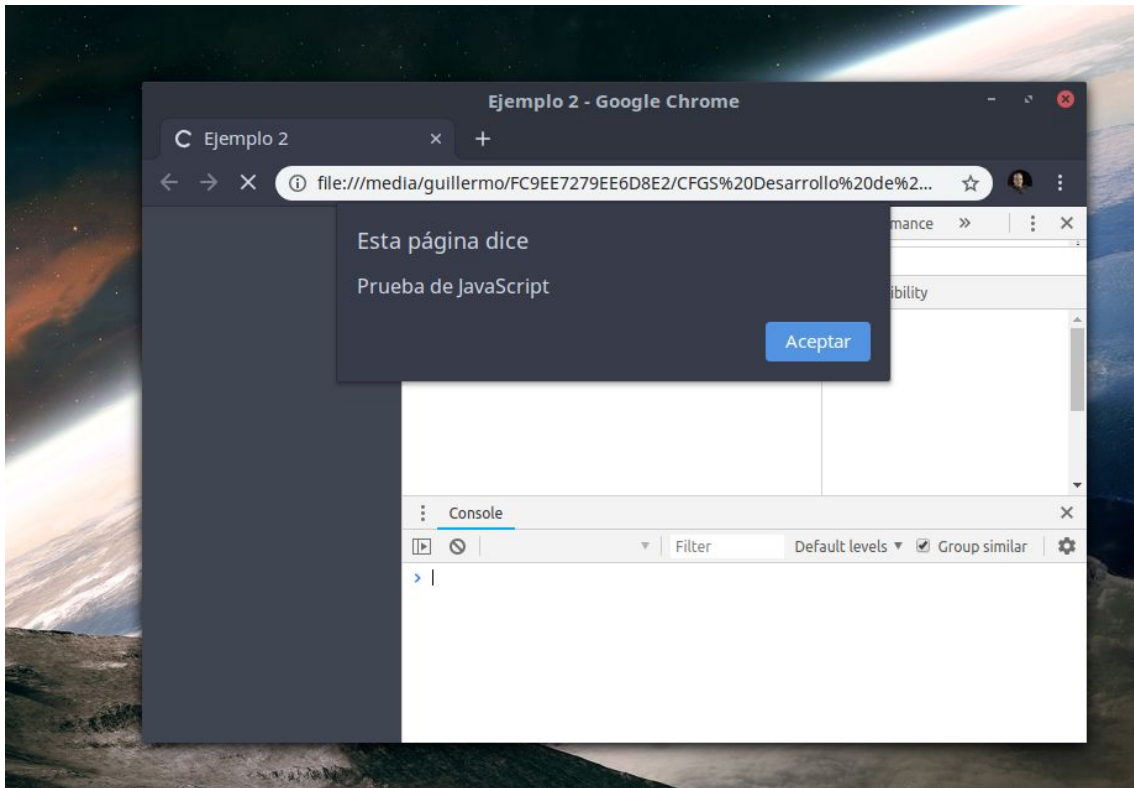 Ejemplo 2 - Google Chrome
Ejemplo 2
file:///media/guillermo/FC9EE7279EE6D8E2/CFGS%20Desarrollo%20de%2...
Esta página dice
mance »
Prueba de JavaScript
ibility
Aceptar
Console
Filter Default levels Group similar